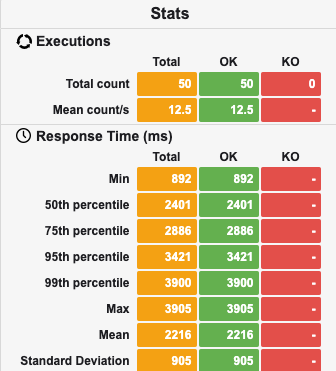 Stats
Executions
Total OK KO
Total count 50 50 0
Mean count/s 12.5 12.5 -
Response Time (ms)
Total OK KO
Min 892 892 -
50th percentile 2401 2401 -
75th percentile 2886 2886 -
95th percentile 3421 3421 -
99th percentile 3900 3900 -
Max 3905 3905 -
Mean 2216 2216 -
Standard Deviation 905 905 -